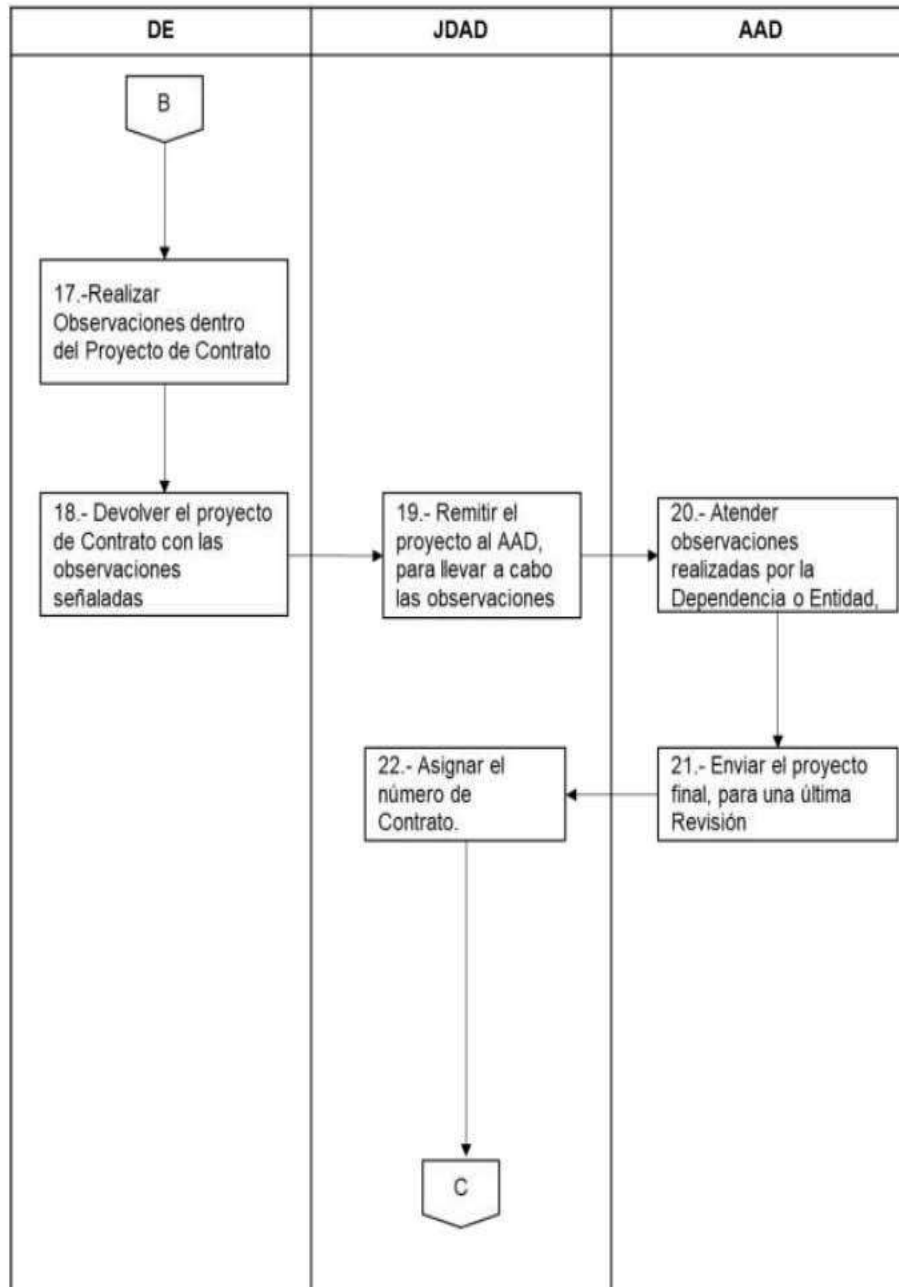 DE
JDAD
AAD
B
17.-Realizar
Observaciones dentro
del Proyecto de Contrato
18.- Devolver el proyecto
de Contrato con las
observaciones
señaladas
19.- Remitir el
proyecto al AAD,
para llevar a cabo
las observaciones
20.- Atender
observaciones
realizadas por la
Dependencia o Entidad,
21.- Enviar el proyecto
final, para una última
Revisión
22.- Asignar el
número de
Contrato.
C